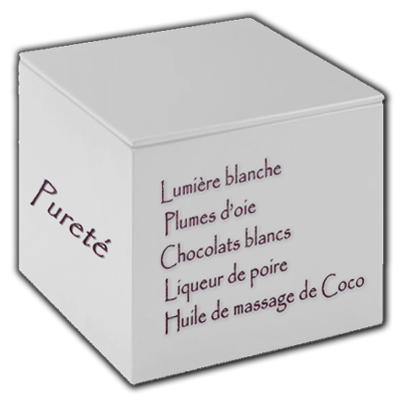 Pureté
Lumière blanche
Plumes d'oie
Chocolats blancs
Liqueur de poire
Huile de massage de Coco